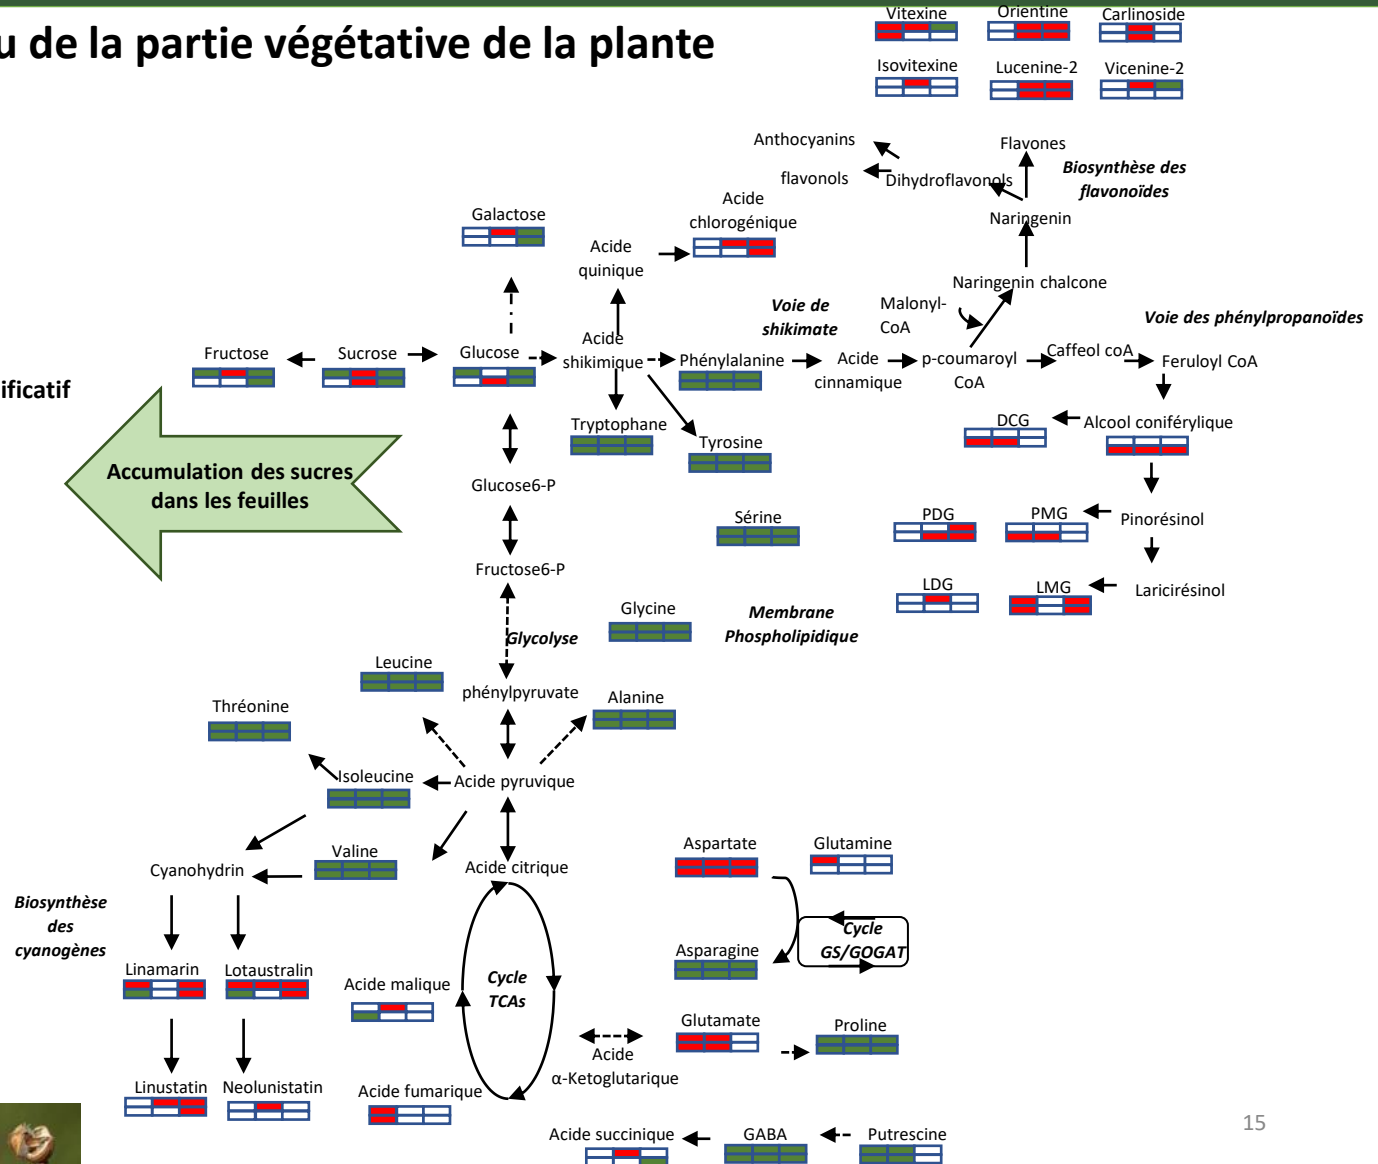 u de la partie végétative de la plante
Vitexine
Orientine
Carlinoside
Isovitexine
Lucenine-2
Vicenine-2
Anthocyanins
Flavones
flavonols
Dihydroflavonols
Biosynthèse des
flavonoïdes
Galactose
Acide
chlorogénique
Naringenin
Acide
quinique
Naringenin chalcone
Voie de
shikimate
Malonyl-
CoA
Voie des phénylpropanoïdes
Fructose
Sucrose
Glucose
Acide
shikimique
Phénylalanine
Acide
cinnamique
p-coumaroyl
CoA
Caffeol coA
Feruloyl CoA
ificatif
Accumulation des sucres
dans les feuilles
Tryptophane
Tyrosine
DCG
Alcool coniférylique
Glucose6-P
Sérine
PDG
PMG
Pinorésinol
Fructose6-P
LDG
LMG
Laricirésinol
Glycine
Membrane
Phospholipidique
Glycolyse
Leucine
phénylpyruvate
Alanine
Thréonine
Isoleucine
Acide pyruvique
Valine
Cyanohydrin
Acide citrique
Aspartate
Glutamine
Biosynthèse
des
cyanogènes
Cycle
GS/GOGAT
Asparagine
Linamarin
Lotaustralin
Acide malique
Cycle
TCAs
Glutamate
Proline
Acide
α-Ketoglutarique
Linustatin
Neolunistatin
Acide fumarique
Acide succinique
GABA
Putrescine
15